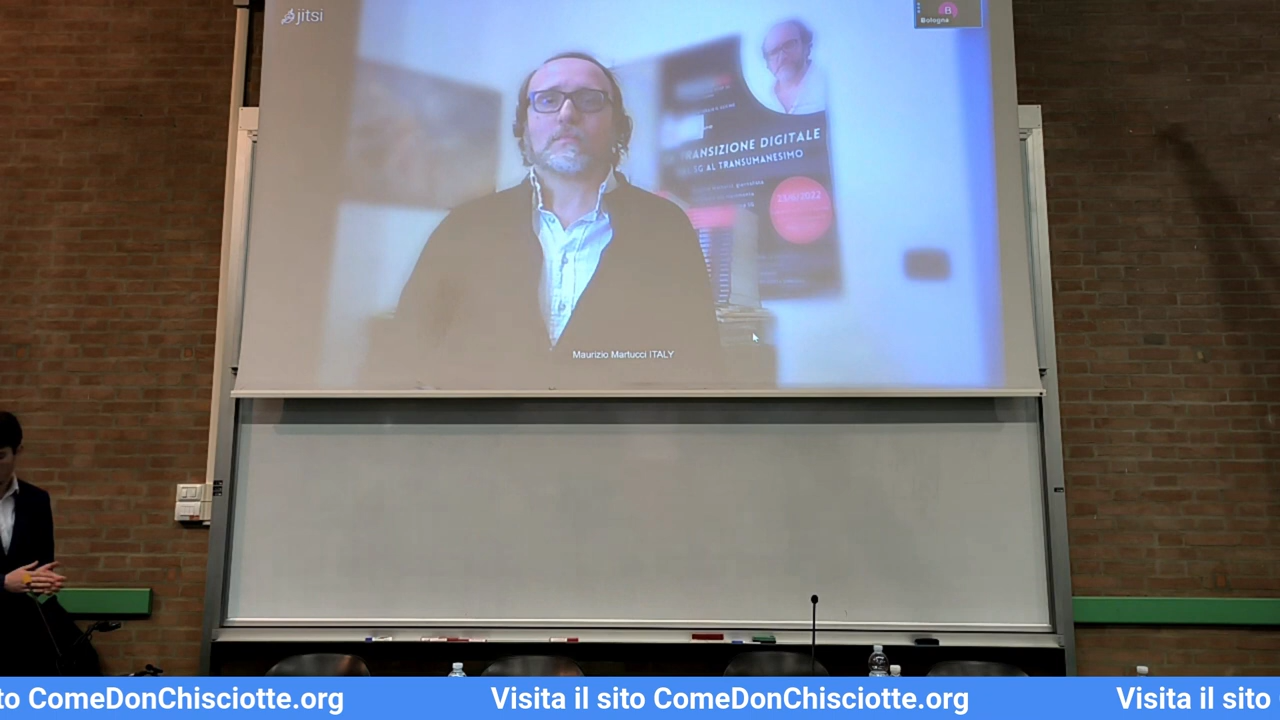 jitsi
B
Bologna
TRANSIZIONE DIGITALE
5G AL TRANSUMANESIMO
giornalista
Maurizio Martucci ITALY
to ComeDonChisciotte.org Visita il sito ComeDonChisciotte.org Visita il sito